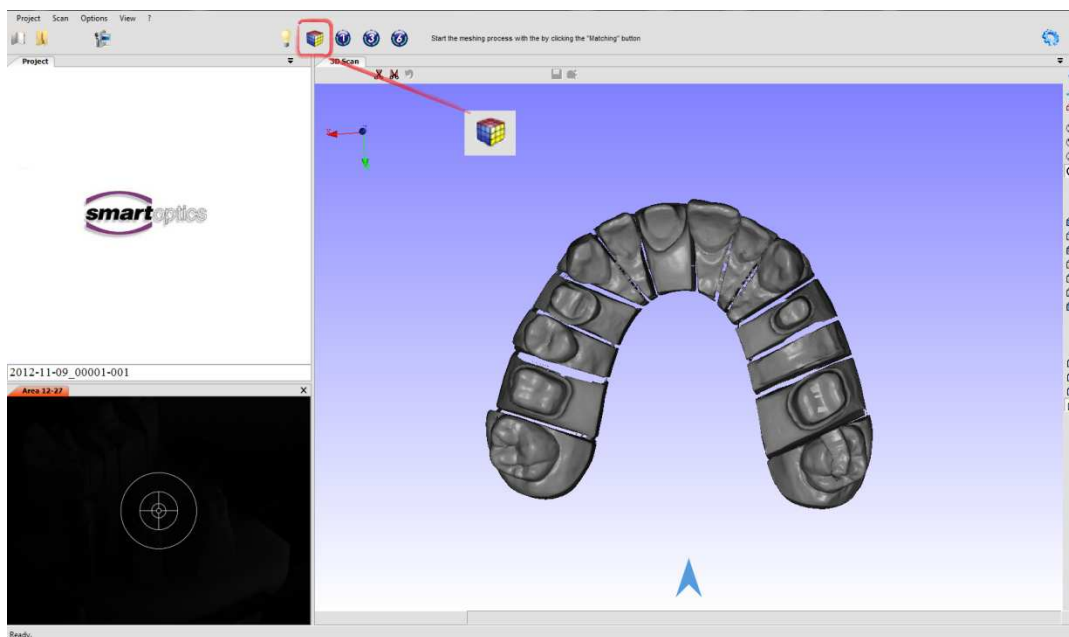 Project Scan Options View ?
Start the meshing process with the by clicking the "Matching" button
Project
3D Scan
smartoptics
2012-11-09_00001-001
Area 12-27
X
Ready.